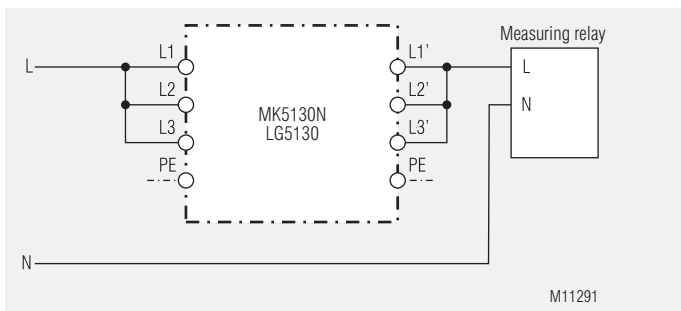 Measuring relay
L
L1
L2
L3
PE
MK5130N
LG5130
L1’
L2’
L3’
PE
L
N
N
M11291